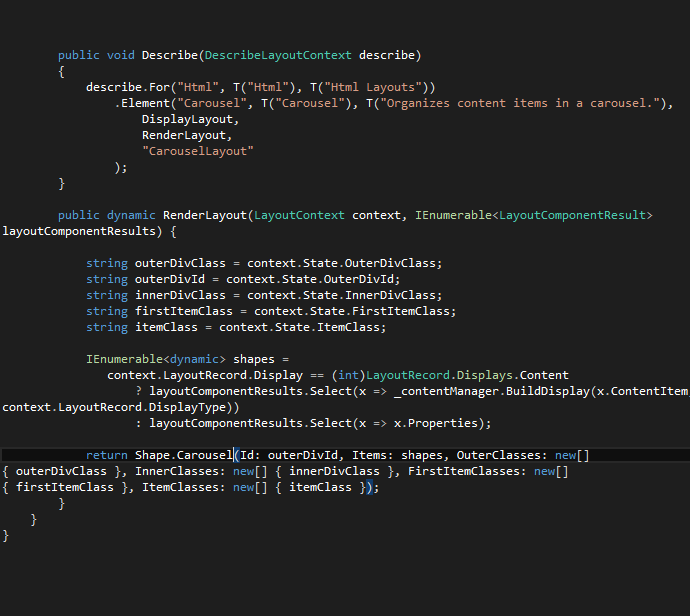 public void Describe(DescribeLayoutContext describe)
{
describe.For("Html", T("Html"), T("Html Layouts"))
.Element("Carousel", T("Carousel"), T("Organizes content items in a carousel."),
DisplayLayout,
RenderLayout,
"CarouselLayout"
);
}
public dynamic RenderLayout(LayoutContext context, IEnumerable<LayoutComponentResult>
layoutComponentResults) {
string outerDivClass = context.State.OuterDivClass;
string outerDivId = context.State.OuterDivId;
string innerDivClass = context.State.InnerDivClass;
string firstItemClass = context.State.FirstItemClass;
string itemClass = context.State.ItemClass;
IEnumerable<dynamic> shapes =
context.LayoutRecord.Display == (int)LayoutRecord.Displays.Content
? layoutComponentResults.Select(x => _contentManager.BuildDisplay(x.ContentItem
context.LayoutRecord.DisplayType))
: layoutComponentResults.Select(x => x.Properties);
return Shape.Carousel(Id: outerDivId, Items: shapes, OuterClasses: new[]
{ outerDivClass }, InnerClasses: new[] { innerDivClass }, FirstItemClasses: new[]
{ firstItemClass }, ItemClasses: new[] { itemClass });
}
}
}